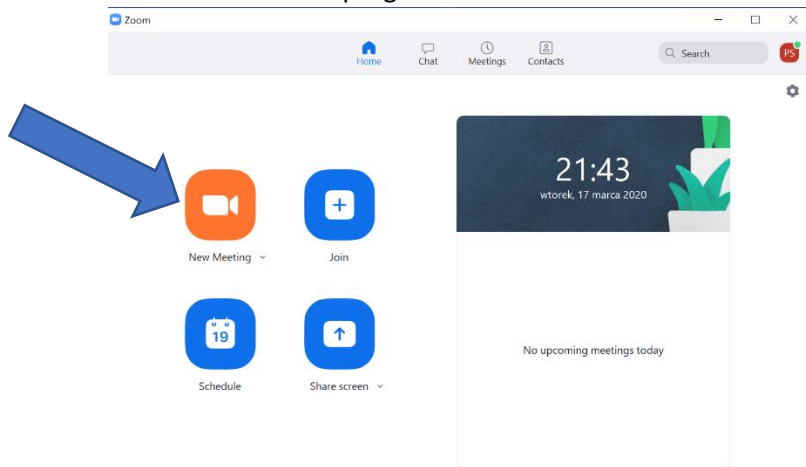 Zoom
Home
Chat
Meetings
Contacts
Search
PS
21:43
wtorek, 17 marca 2020
New Meeting
Join
19
Schedule
Share screen
No upcoming meetings today